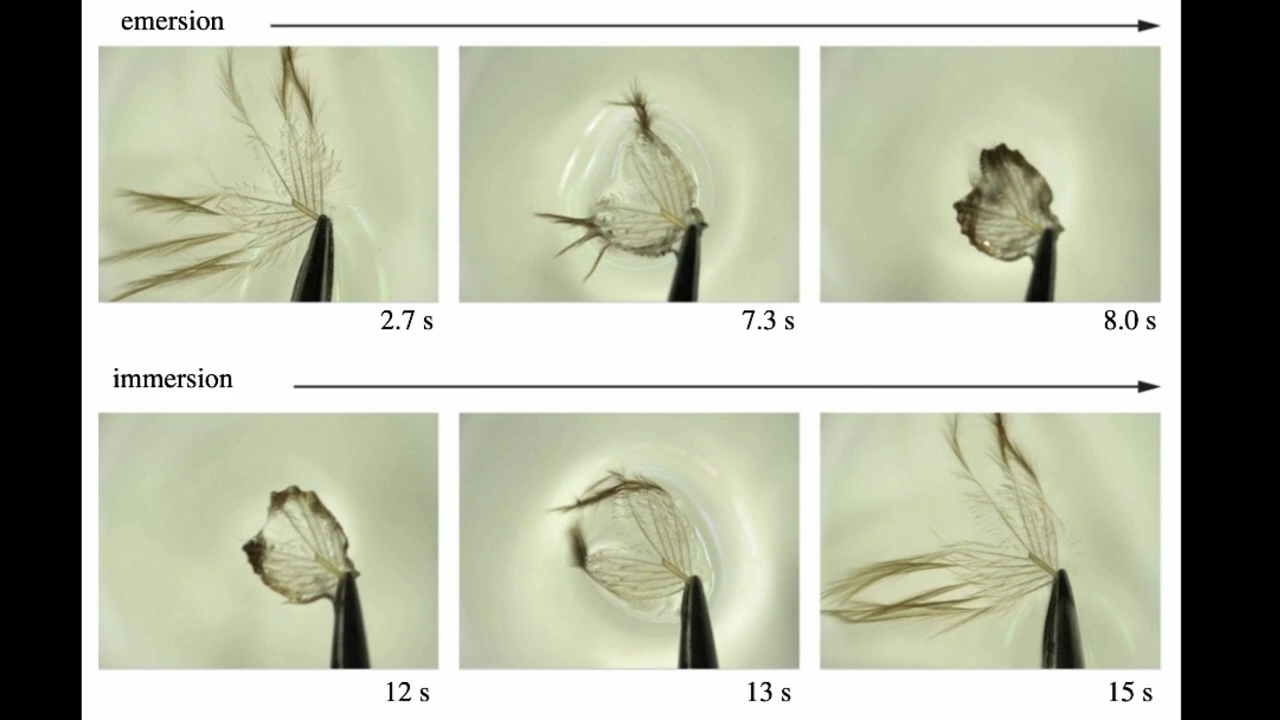 emersion
2.7 s
7.3 s
8.0 s
immersion
12 s
13 s
15 s